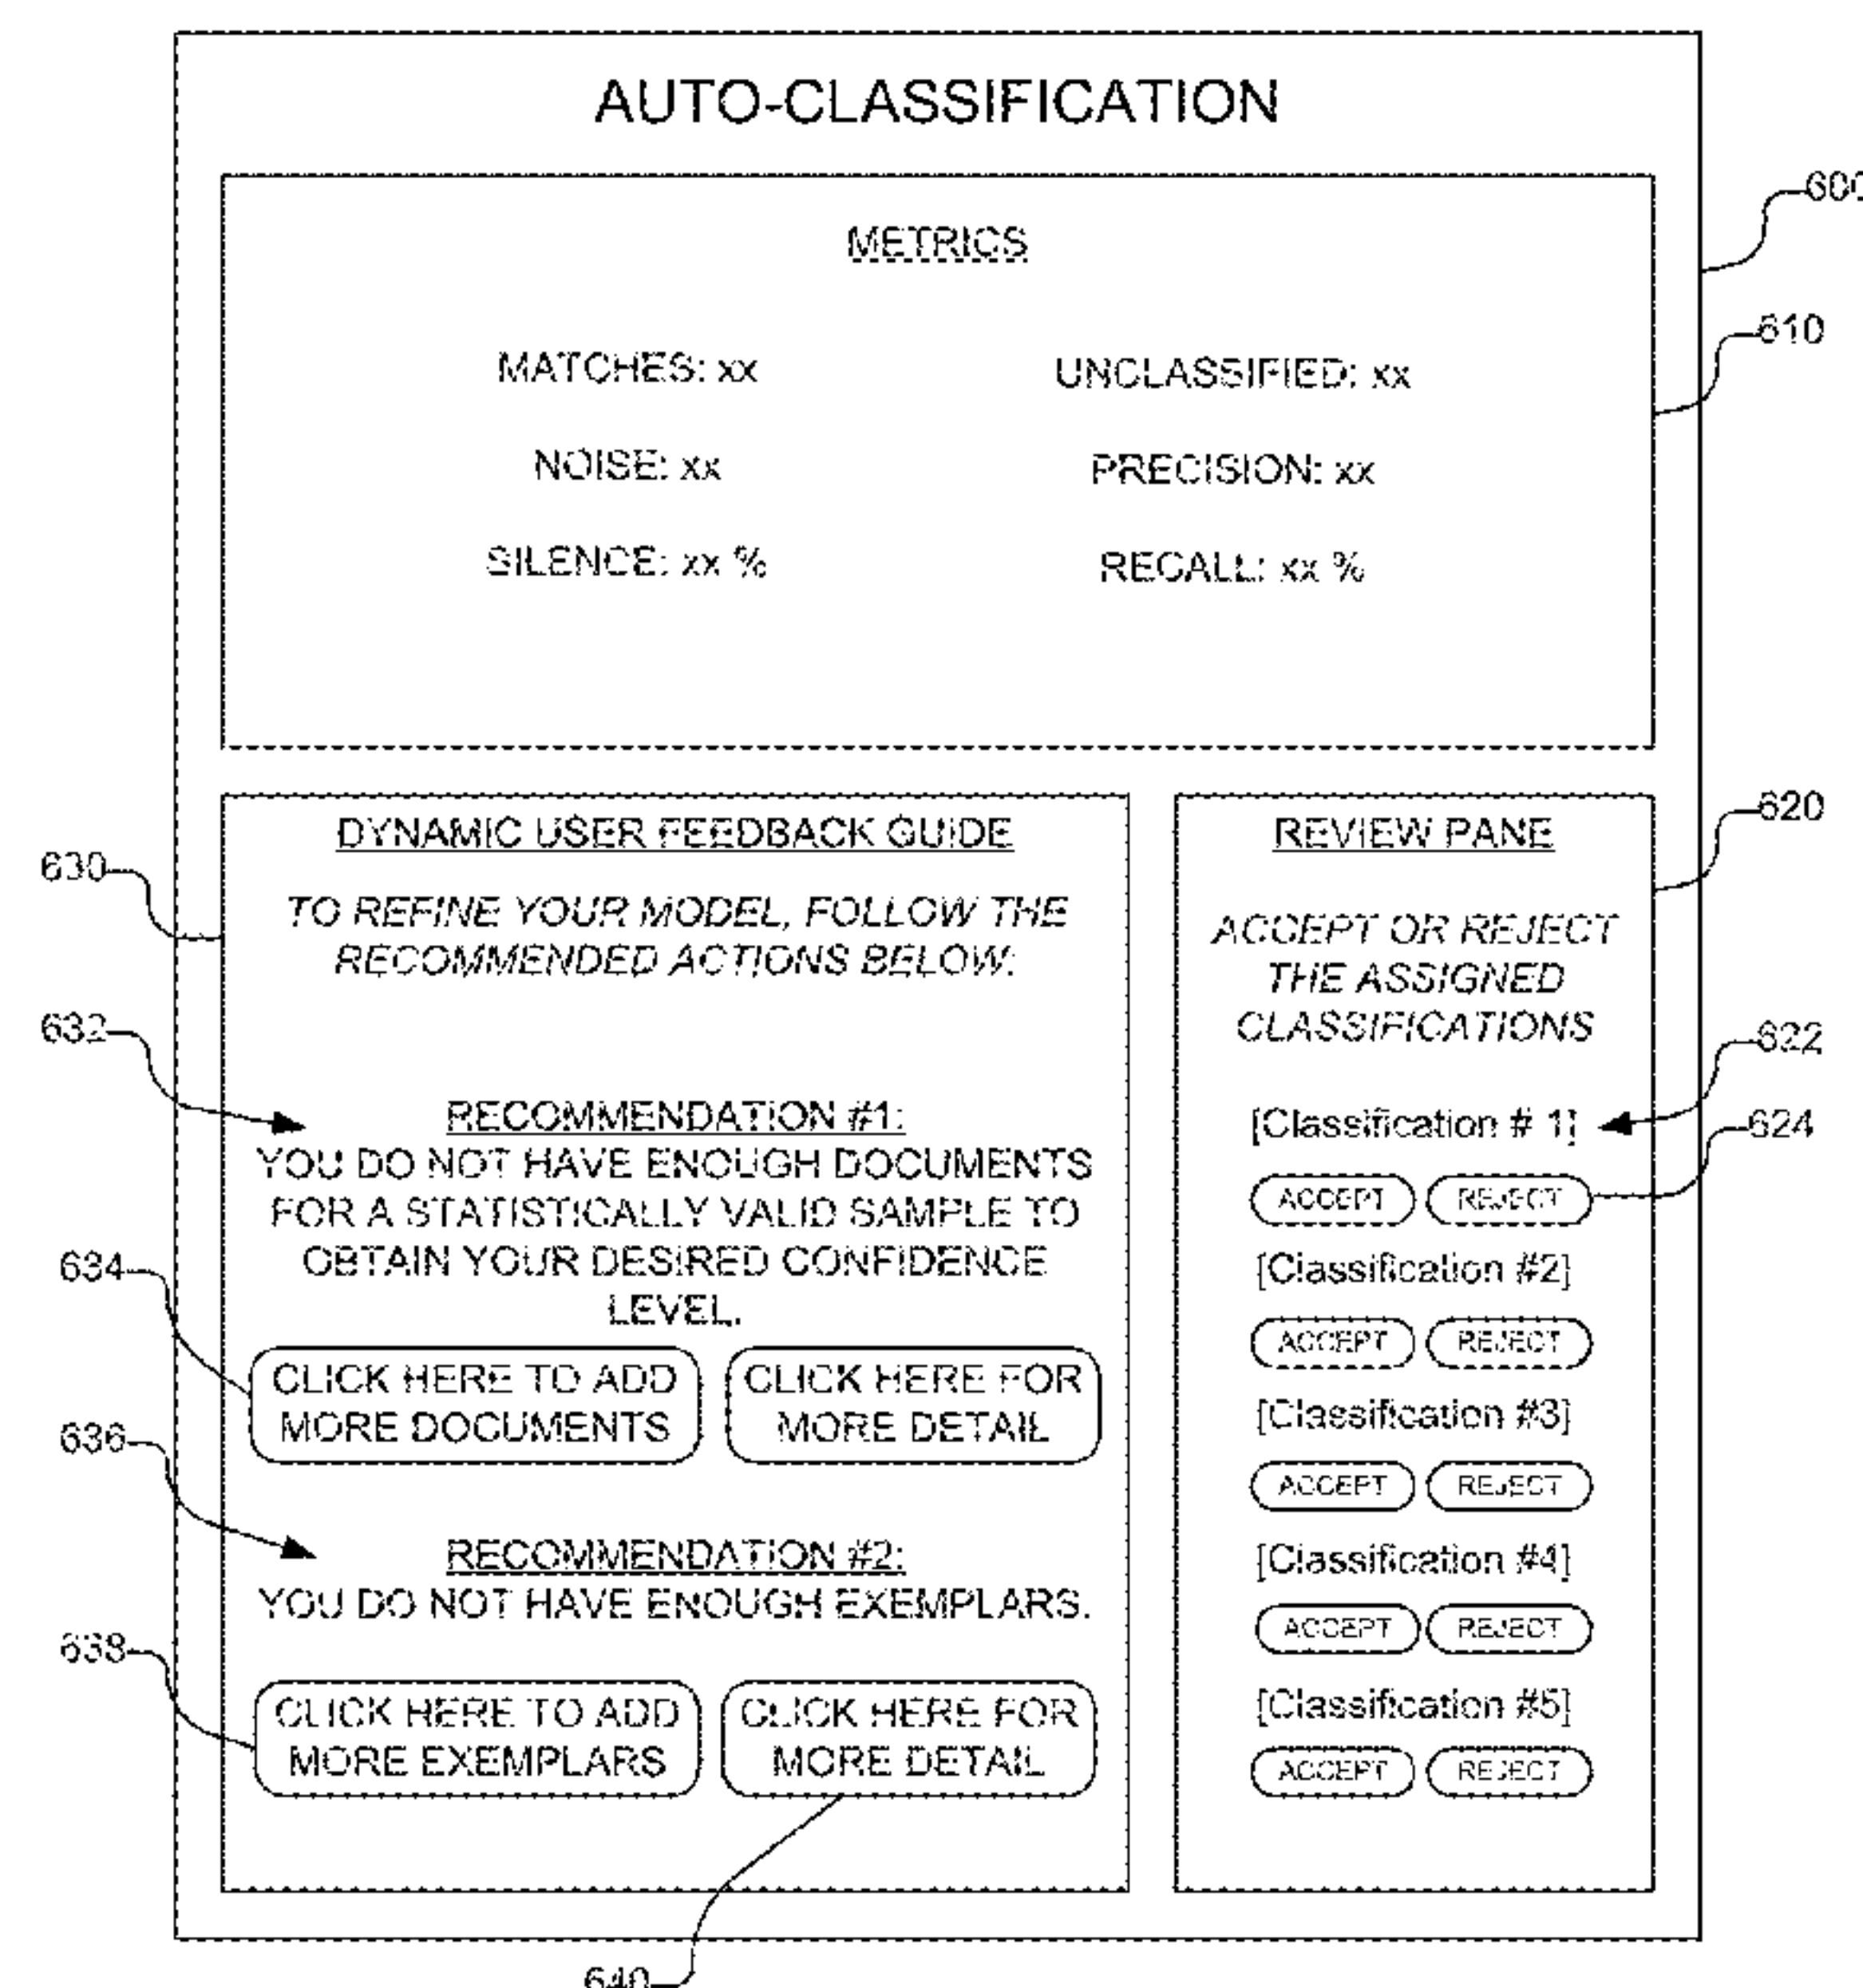 AUTO-CLASSIFICATION
600
METRICS
610
MATCHES: xx
UNCLASSIFIED: xx
NOISE: xx
PRECISION: xx
SILENCE: xx %
RECALL: xx %
630
DYNAMIC USER FEEDBACK GUIDE
TO REFINE YOUR MODEL, FOLLOW THE
RECOMMENDED ACTIONS BELOW:
632
RECOMMENDATION #1:
YOU DO NOT HAVE ENOUGH DOCUMENTS
FOR A STATISTICALLY VALID SAMPLE TO
OBTAIN YOUR DESIRED CONFIDENCE
LEVEL.
634
CLICK HERE TO ADD
MORE DOCUMENTS
CLICK HERE FOR
MORE DETAIL
636
RECOMMENDATION #2:
YOU DO NOT HAVE ENOUGH EXEMPLARS.
638
CLICK HERE TO ADD
MORE EXEMPLARS
CLICK HERE FOR
MORE DETAIL
640
REVIEW PANE
620
ACCEPT OR REJECT
THE ASSIGNED
CLASSIFICATIONS
622
[Classification # 1]
624
ACCEPT REJECT
[Classification #2]
ACCEPT REJECT
[Classification #3]
ACCEPT REJECT
[Classification #4]
ACCEPT REJECT
[Classification #5]
ACCEPT REJECT